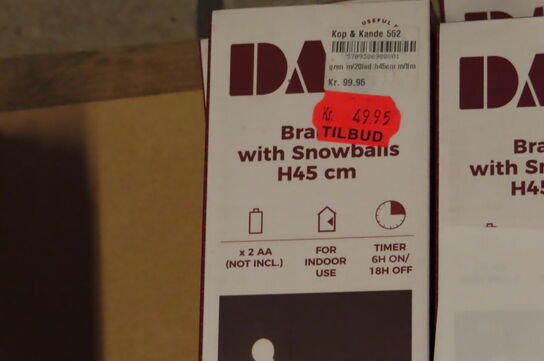 USEFUL
Kop & Kande 552
gren m/20led h45cm m/tim
Kr. 99.95
DA
Kr. 49.95
TILBUD
Bra
with Snowballs
H45 cm
x 2 AA
(NOT INCL.)
FOR
INDOOR
USE
TIMER
6H ON/
18H OFF
DA
Bra
with Sn
H45